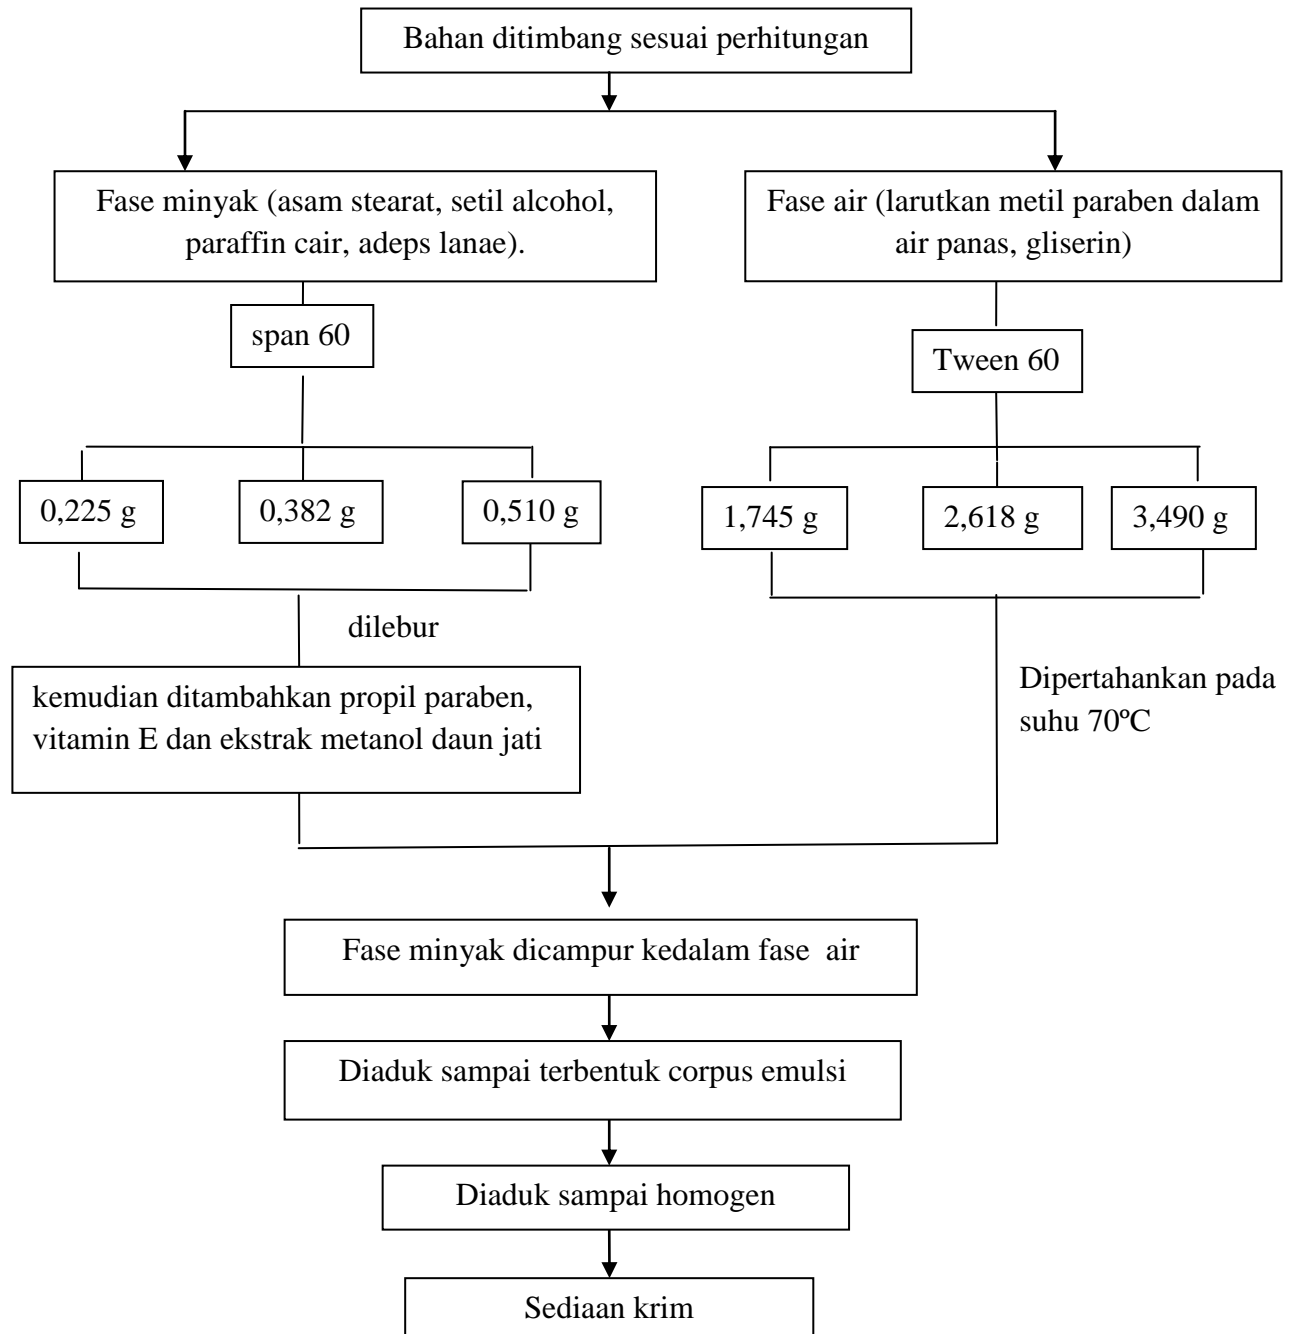 Bahan ditimbang sesuai perhitungan
Fase minyak (asam stearat, setil alcohol,
paraffin cair, adeps lanae).
Fase air (larutkan metil paraben dalam
air panas, gliserin)
span 60
Tween 60
0,225 g
0,382 g
0,510 g
1,745 g
2,618 g
3,490 g
dilebur
kemudian ditambahkan propil paraben,
vitamin E dan ekstrak metanol daun jati
Dipertahankan pada
suhu 70ºC
Fase minyak dicampur kedalam fase  air
Diaduk sampai terbentuk corpus emulsi
Diaduk sampai homogen
Sediaan krim